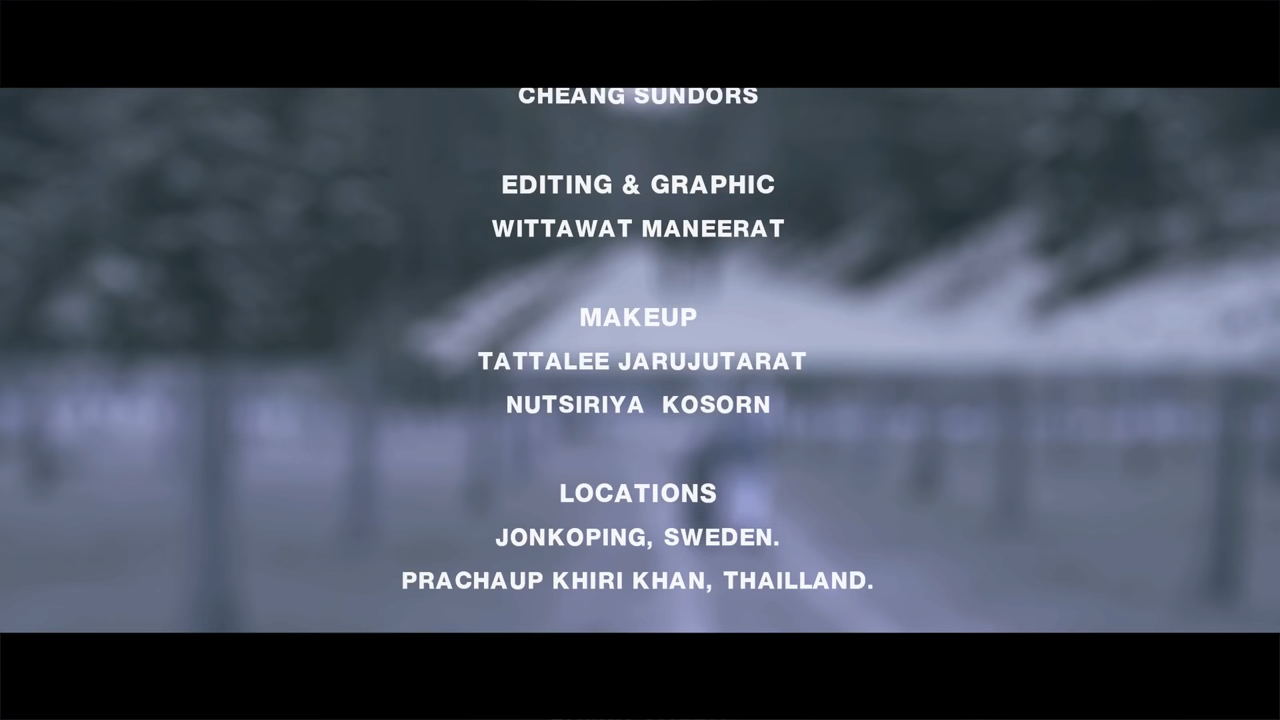 CHEANG SUNDORS
EDITING & GRAPHIC
WITTAWAT MANEERAT
MAKEUP
TATTALEE JARUJUTARAT
NUTSIRIYA KOSORN
LOCATIONS
JONKOPING, SWEDEN.
PRACHAUP KHIRI KHAN, THAILLAND.